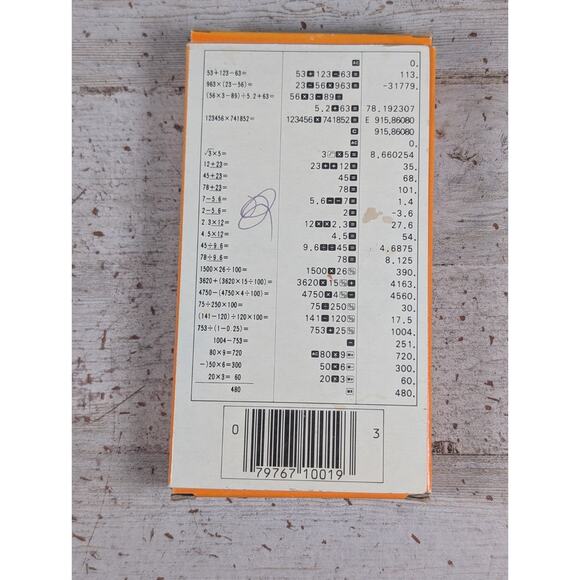 AC 0.
53+123−63= 53+123−63= 113.
963×(23−56)= 23−56×963= -31779.
(56×3−89)÷5.2+63= 56×3−89÷
5.2+63= 78.192307
123456×741852= 123456×741852= E 915,86080
C 915,86080
AC 0.
√3×5= 3√×5= 8.660254
12+23= 23++12= 35.
45+23= 45= 68.
78+23= 78= 101.
7−5.6= 5.6−−7= 1.4
2−5.6= 2= -3.6
2.3×12= 12××2.3= 27.6
4.5×12= 4.5= 54.
45÷9.6= 9.6÷÷45= 4.6875
78÷9.6= 78= 8.125
1500×26÷100= 1500×26% 390.
3620+(3620×15÷100)= 3620×15%+ 4163.
4750−(4750×4÷100)= 4750×4%− 4560.
75÷250×100= 75÷250% 30.
(141−120)÷120×100= 141−120% 17.5
753÷(1−0.25)= 753+25% 1004.
1004−753= − 251.
80×9=720 AC80×9 720.
−)50×6=300 50×6 300.
20×3= 60 20×3 60.
480 480.
0 79767 10019 3